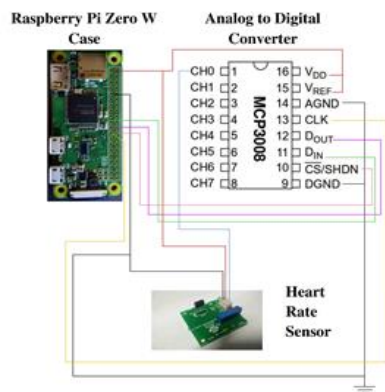 Raspberry Pi Zero W
Case
Analog to Digital
Converter
CH0 1
CH1 2
CH2 3
CH3 4
CH4 5
CH5 6
CH6 7
CH7 8
MCP3008
16 VDD
15 VREF
14 AGND
13 CLK
12 DOUT
11 DIN
10 CS/SHDN
9 DGND
Heart
Rate
Sensor